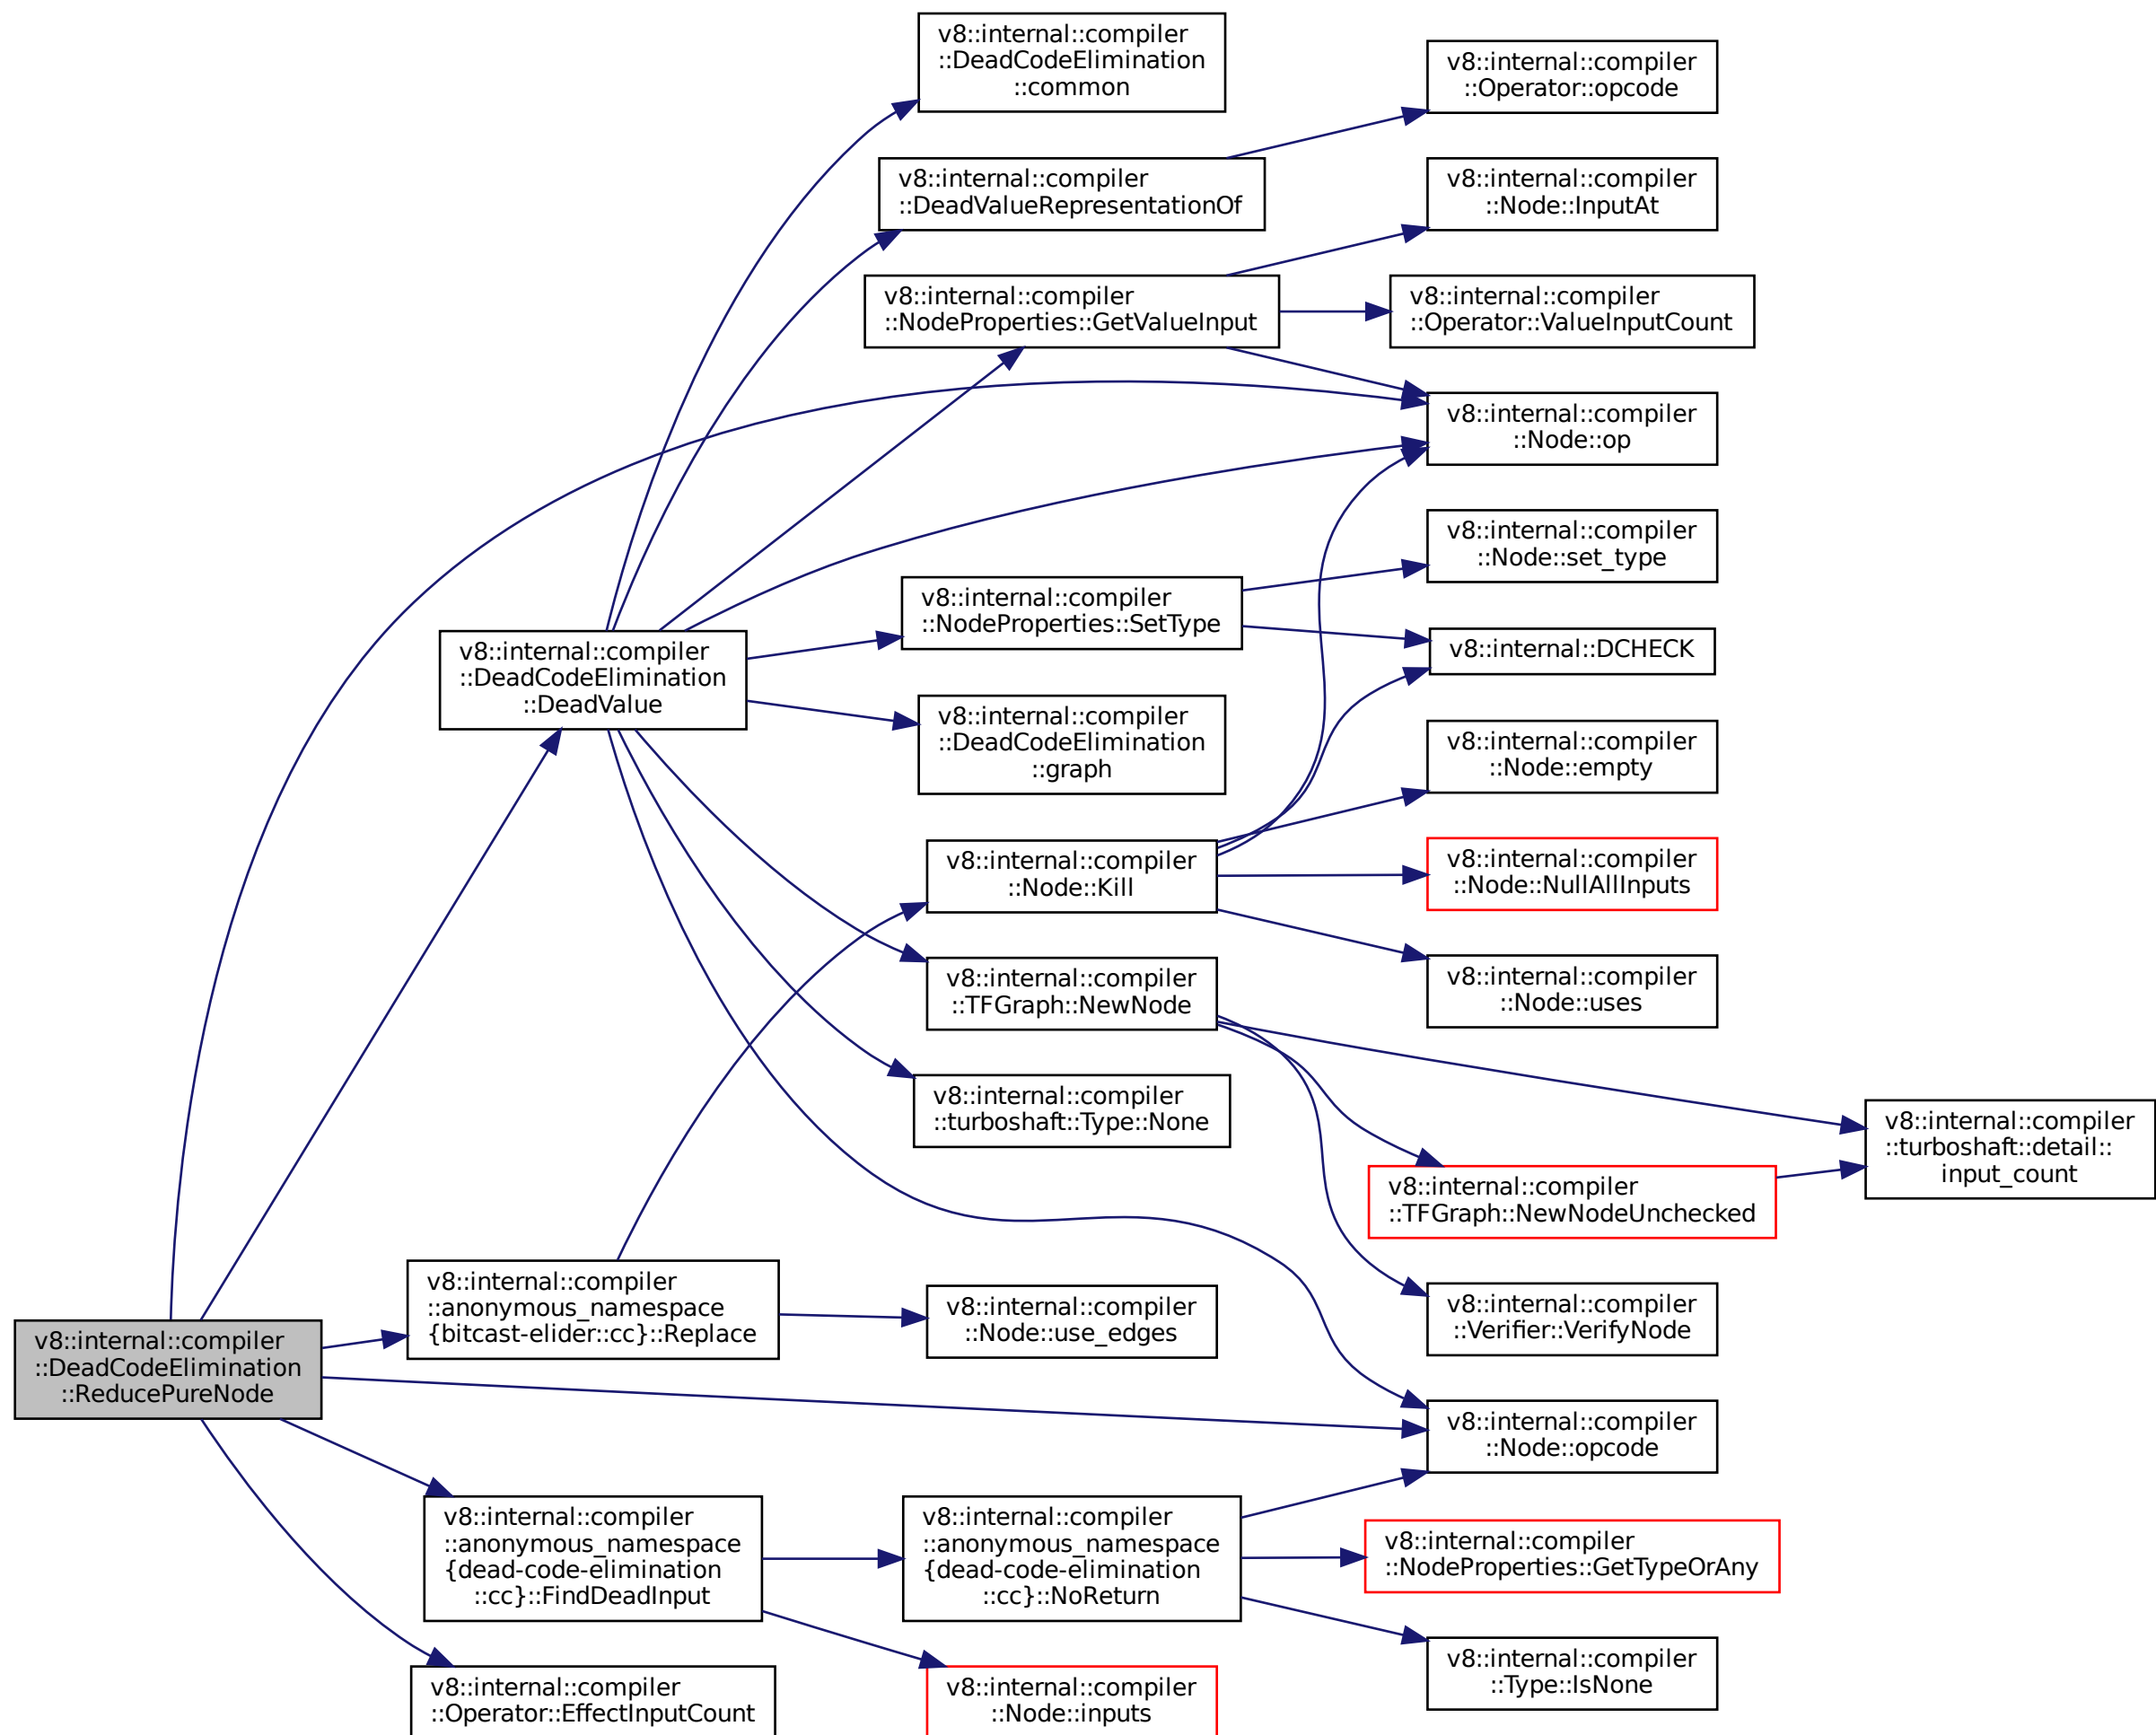 v8::internal::compiler
::DeadCodeElimination
::ReducePureNode
v8::internal::compiler
::DeadCodeElimination
::DeadValue
v8::internal::compiler
::anonymous_namespace
{bitcast-elider::cc}::Replace
v8::internal::compiler
::anonymous_namespace
{dead-code-elimination
::cc}::FindDeadInput
v8::internal::compiler
::Operator::EffectInputCount
v8::internal::compiler
::DeadCodeElimination
::common
v8::internal::compiler
::DeadValueRepresentationOf
v8::internal::compiler
::NodeProperties::GetValueInput
v8::internal::compiler
::NodeProperties::SetType
v8::internal::compiler
::DeadCodeElimination
::graph
v8::internal::compiler
::Node::Kill
v8::internal::compiler
::TFGraph::NewNode
v8::internal::compiler
::turboshaft::Type::None
v8::internal::compiler
::Node::use_edges
v8::internal::compiler
::anonymous_namespace
{dead-code-elimination
::cc}::NoReturn
v8::internal::compiler
::Node::inputs
v8::internal::compiler
::Operator::opcode
v8::internal::compiler
::Node::InputAt
v8::internal::compiler
::Operator::ValueInputCount
v8::internal::compiler
::Node::op
v8::internal::compiler
::Node::set_type
v8::internal::DCHECK
v8::internal::compiler
::Node::empty
v8::internal::compiler
::Node::NullAllInputs
v8::internal::compiler
::Node::uses
v8::internal::compiler
::TFGraph::NewNodeUnchecked
v8::internal::compiler
::Verifier::VerifyNode
v8::internal::compiler
::Node::opcode
v8::internal::compiler
::NodeProperties::GetTypeOrAny
v8::internal::compiler
::Type::IsNone
v8::internal::compiler
::turboshaft::detail::
input_count